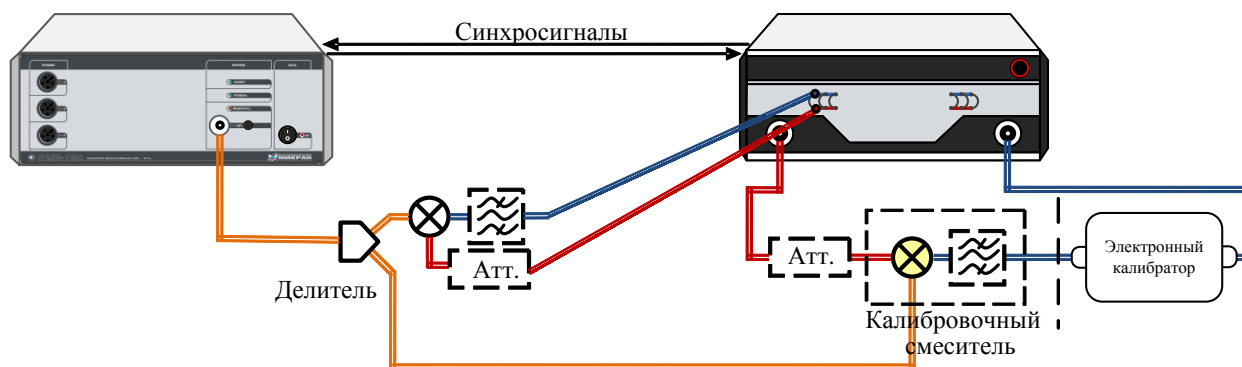 Синхросигналы
МИКРАН
Делитель
Атт.
Атт.
Электронный
калибратор
Калибровочный
смеситель